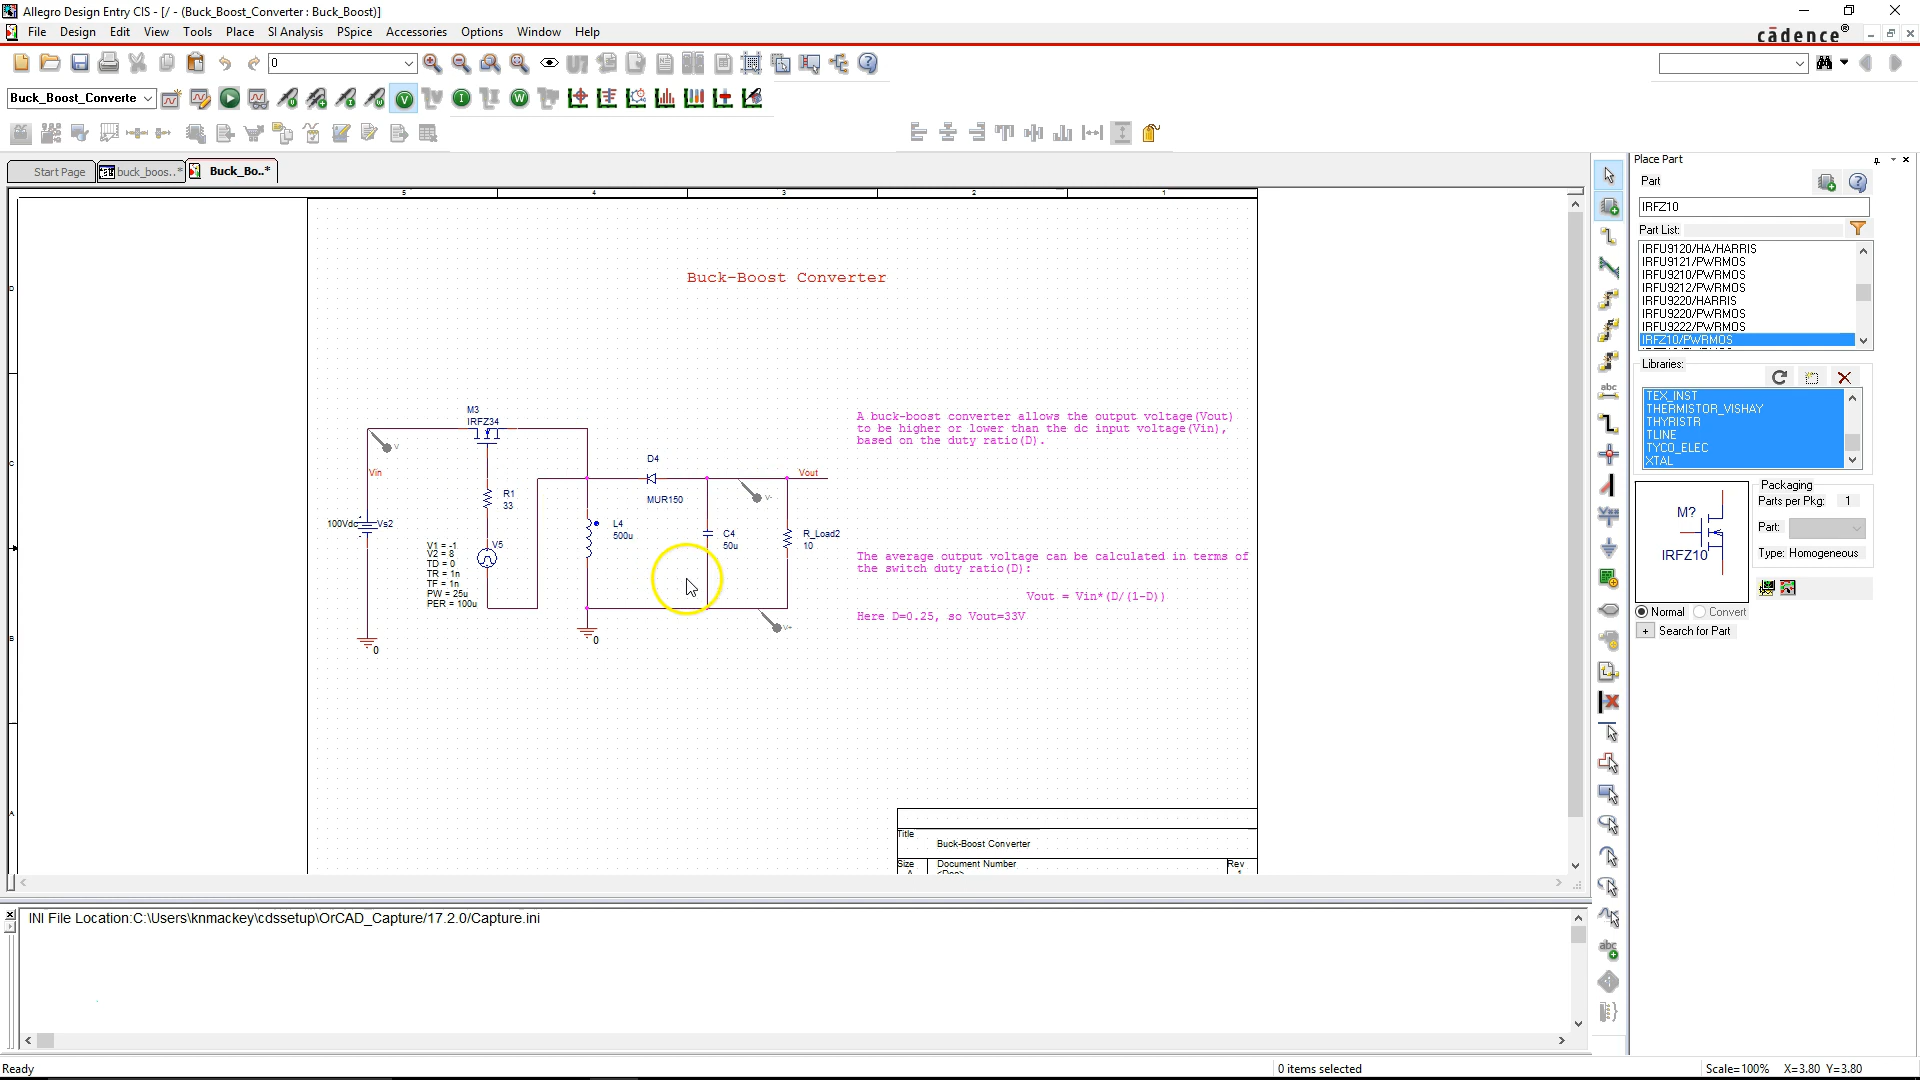 Allegro Design Entry CIS - [/ - (Buck_Boost_Converter : Buck_Boost)]
File Design Edit View Tools Place SI Analysis PSpice Accessories Options Window Help
cādence®
0
Buck_Boost_Converte
Start Page
buck_boos..*
Buck_Bo..*
5 4 3 2 1
D
C
B
A
Buck-Boost Converter
M3
IRFZ34
V
Vin
R1
33
100Vdc
Vs2
V5
V1 = -1
V2 = 8
TD = 0
TR = 1n
TF = 1n
PW = 25u
PER = 100u
0
L4
500u
0
D4
MUR150
C4
50u
V-
Vout
R_Load2
10
V+
A buck-boost converter allows the output voltage(Vout)
to be higher or lower than the dc input voltage(Vin),
based on the duty ratio(D).
The average output voltage can be calculated in terms of
the switch duty ratio(D):
Vout = Vin*(D/(1-D))
Here D=0.25, so Vout=33V
Title
Buck-Boost Converter
Size
Document Number
Rev
Place Part
Part
IRFZ10
Part List:
IRFU9120/HA/HARRIS
IRFU9121/PWRMOS
IRFU9210/PWRMOS
IRFU9212/PWRMOS
IRFU9220/HARRIS
IRFU9220/PWRMOS
IRFU9222/PWRMOS
IRFZ10/PWRMOS
Libraries:
TEX_INST
THERMISTOR_VISHAY
THYRISTR
TLINE
TYCO_ELEC
XTAL
M?
IRFZ10
Packaging
Parts per Pkg: 1
Part:
Type: Homogeneous
Normal Convert
+ Search for Part
INI File Location:C:\Users\knmackey\cdssetup\OrCAD_Capture/17.2.0/Capture.ini
Ready
0 items selected
Scale=100% X=3.80 Y=3.80